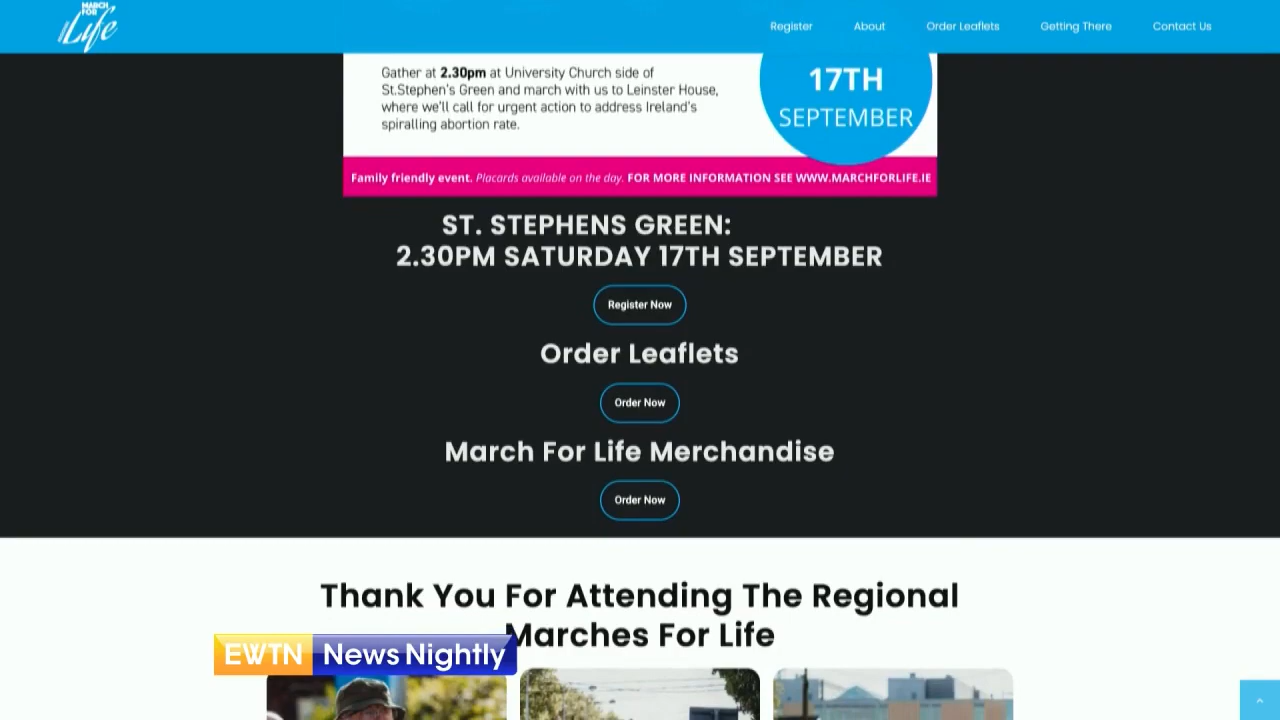 MARCH
FOR
Life
Register
About
Order Leaflets
Getting There
Contact Us
Gather at 2.30pm at University Church side of
St.Stephen's Green and march with us to Leinster House,
where we'll call for urgent action to address Ireland's
spiralling abortion rate.
17TH
SEPTEMBER
Family friendly event. Placards available on the day. FOR MORE INFORMATION SEE WWW.MARCHFORLIFE.IE
ST. STEPHENS GREEN:
2.30PM SATURDAY 17TH SEPTEMBER
Register Now
Order Leaflets
Order Now
March For Life Merchandise
Order Now
Thank You For Attending The Regional
Marches For Life
EWTN News Nightly